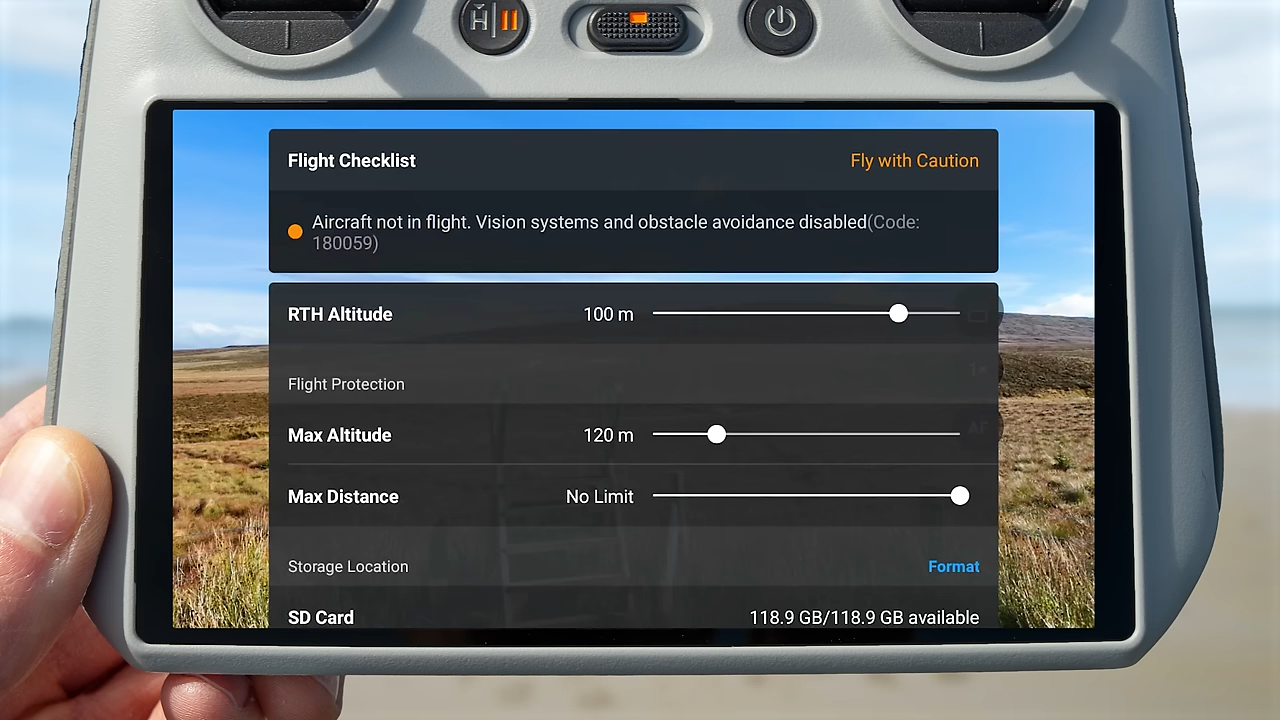 H
Flight Checklist
Fly with Caution
Aircraft not in flight. Vision systems and obstacle avoidance disabled(Code:
180059)
RTH Altitude
100 m
Flight Protection
Max Altitude
120 m
AF
Max Distance
No Limit
Storage Location
Format
SD Card
118.9 GB/118.9 GB available